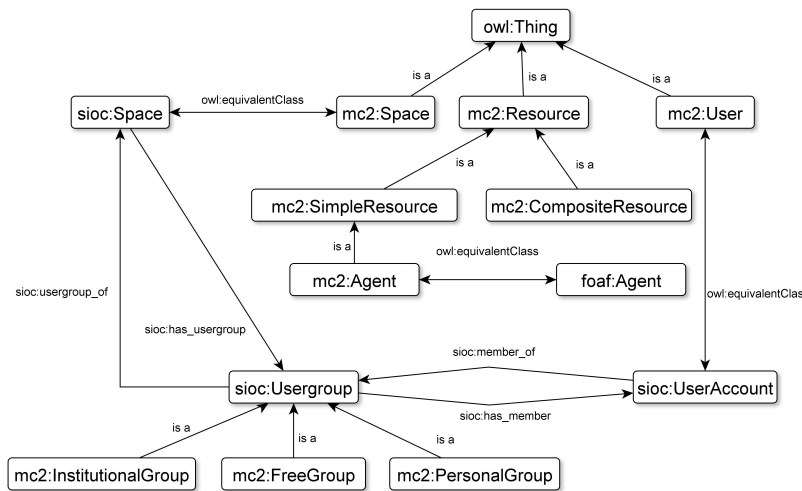 owl:Thing
is a
is a
is a
owl:equivalentClass
sioc:Space
mc2:Space
mc2:Resource
mc2:User
is a
is a
mc2:SimpleResource
mc2:CompositeResource
is a
owl:equivalentClass
mc2:Agent
foaf:Agent
sioc:usergroup_of
owl:equivalentClas
sioc:has_usergroup
sioc:member_of
sioc:Usergroup
sioc:UserAccount
sioc:has_member
is a
is a
is a
mc2:InstitutionalGroup
mc2:FreeGroup
mc2:PersonalGroup